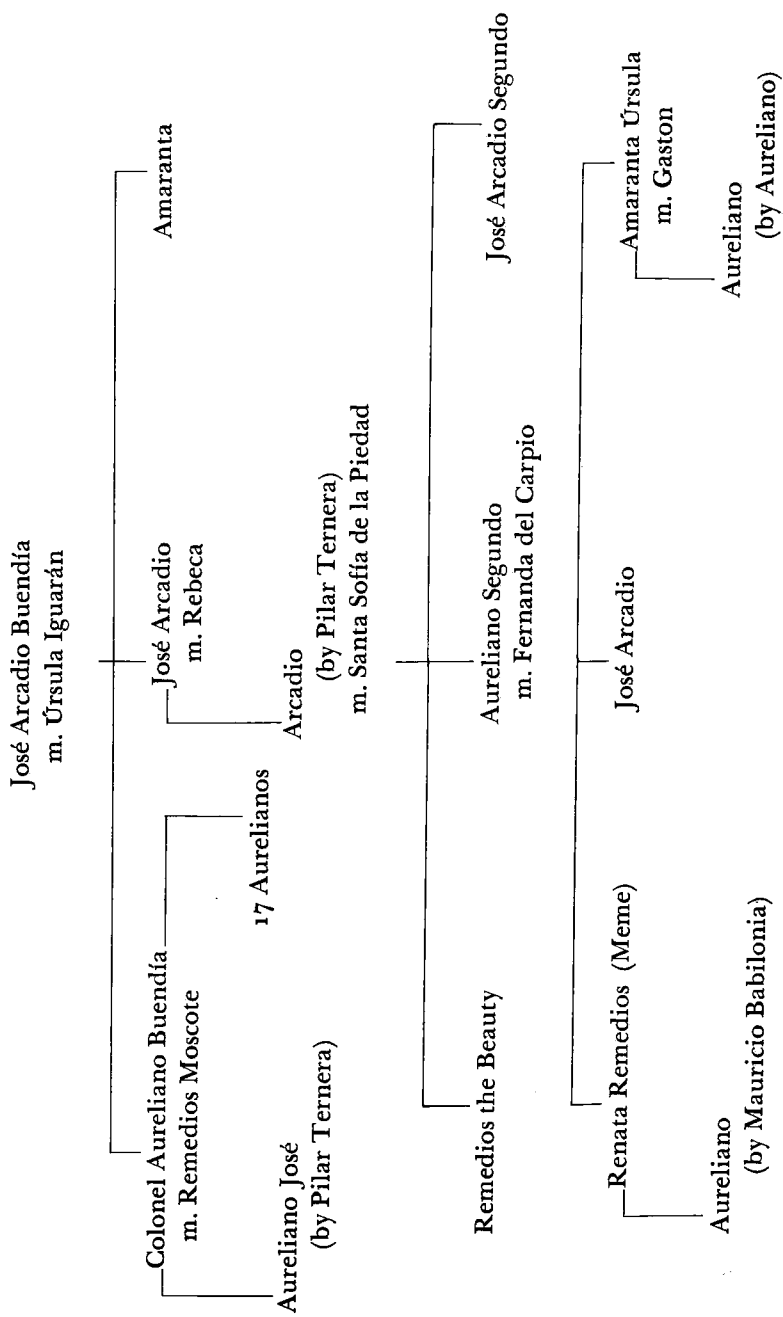 José Arcadio Buendía
m. Úrsula Iguarán
Colonel Aureliano Buendía
m. Remedios Moscote
José Arcadio
m. Rebeca
Amaranta
Aureliano José
(by Pilar Ternera)
17 Aurelianos
Arcadio
(by Pilar Ternera)
m. Santa Sofía de la Piedad
Remedios the Beauty
Aureliano Segundo
m. Fernanda del Carpio
José Arcadio Segundo
Renata Remedios (Meme)
José Arcadio
Amaranta Úrsula
m. Gaston
Aureliano
(by Mauricio Babilonia)
Aureliano
(by Aureliano)